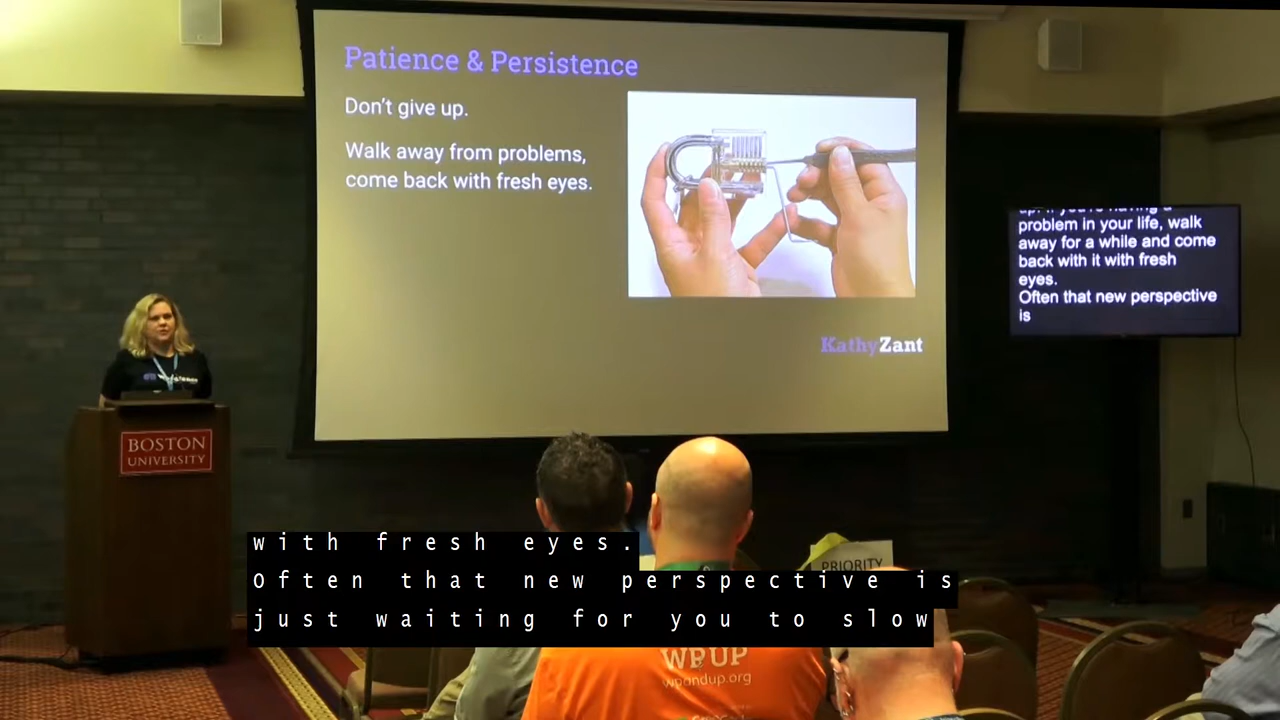 Patience & Persistence
Don't give up.
Walk away from problems,
come back with fresh eyes.
KathyZant
problem in your life, walk
away for a while and come
back with it with fresh
eyes.
Often that new perspective
is
BOSTON
UNIVERSITY
PRIORITY
with fresh eyes.
Often that new perspective is
just waiting for you to slow
WP UP
wpandup.org